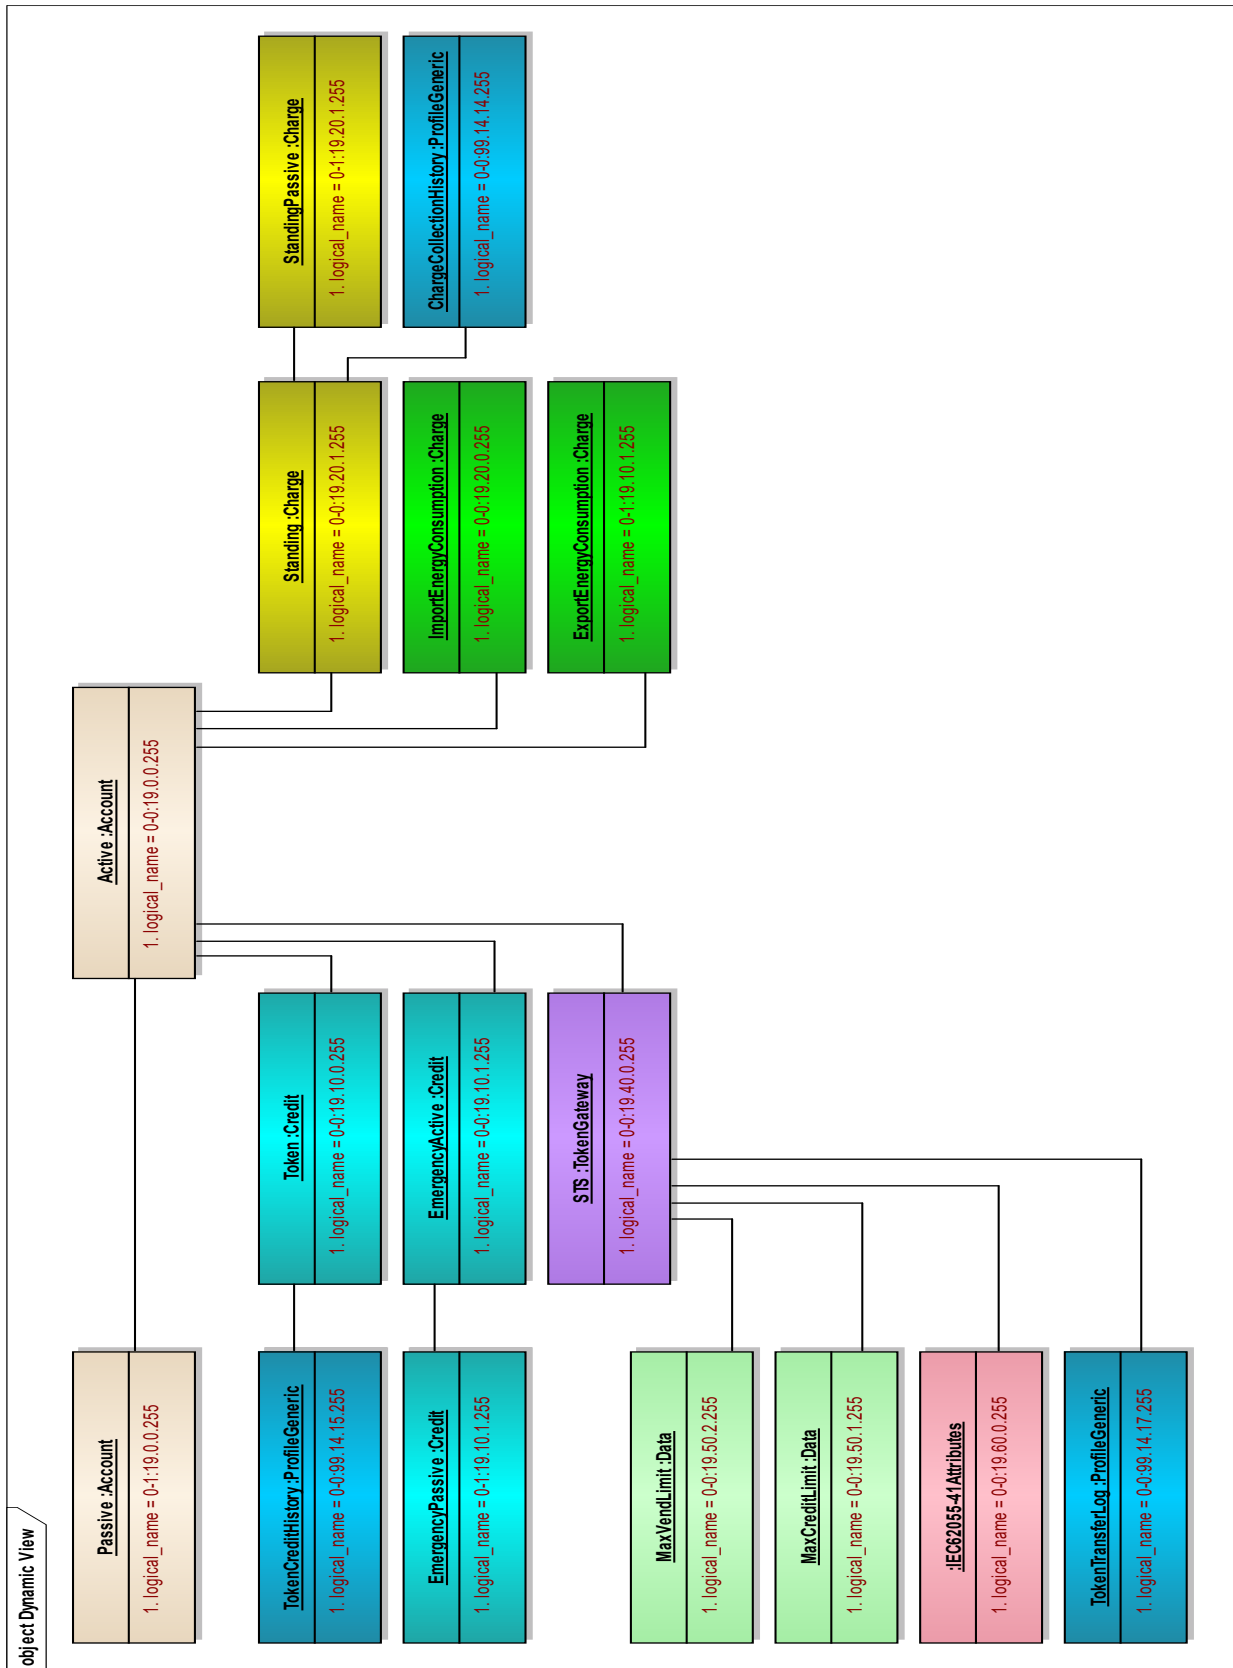 object Dynamic View
Passive :Account
1. logical_name = 0-1:19.0.0.255
Active :Account
1. logical_name = 0-0:19.0.0.255
TokenCreditHistory :ProfileGeneric
1. logical_name = 0-0:99.14.15.255
Token :Credit
1. logical_name = 0-0:19.10.0.255
Standing :Charge
1. logical_name = 0-0:19.20.1.255
StandingPassive :Charge
1. logical_name = 0-1:19.20.1.255
EmergencyPassive :Credit
1. logical_name = 0-1:19.10.1.255
EmergencyActive :Credit
1. logical_name = 0-0:19.10.1.255
ImportEnergyConsumption :Charge
1. logical_name = 0-0:19.20.0.255
ChargeCollectionHistory :ProfileGeneric
1. logical_name = 0-0:99.14.14.255
STS :TokenGateway
1. logical_name = 0-0:19.40.0.255
ExportEnergyConsumption :Charge
1. logical_name = 0-1:19.10.1.255
MaxVendLimit :Data
1. logical_name = 0-0:19.50.2.255
MaxCreditLimit :Data
1. logical_name = 0-0:19.50.1.255
:IEC62055-41Attributes
1. logical_name = 0-0:19.60.0.255
TokenTransferLog :ProfileGeneric
1. logical_name = 0-0:99.14.17.255